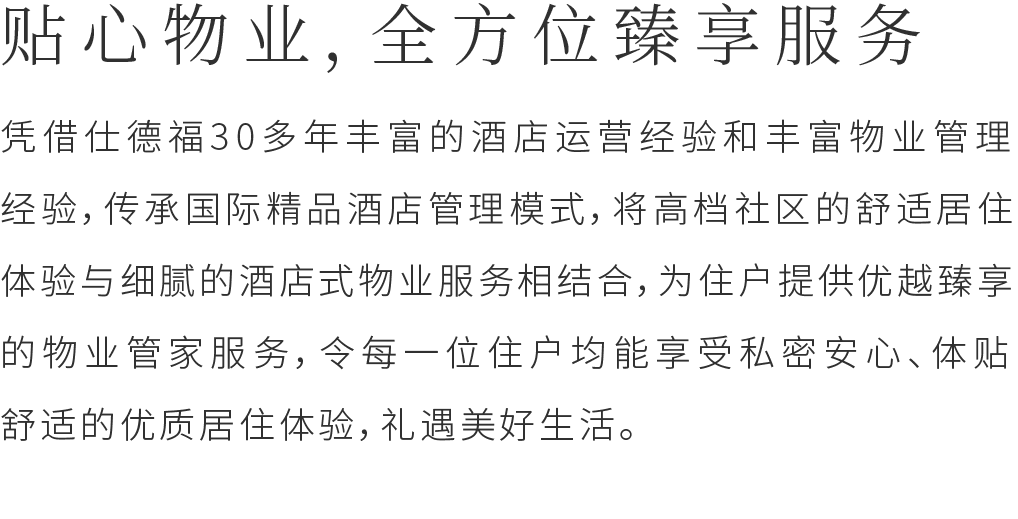 贴心物业，全方位臻享服务
凭借仕德福30多年丰富的酒店运营经验和丰富物业管理
经验，传承国际精品酒店管理模式，将高档社区的舒适居住
体验与细腻的酒店式物业服务相结合，为住户提供优越臻享
的物业管家服务，令每一位住户均能享受私密安心、体贴
舒适的优质居住体验，礼遇美好生活。